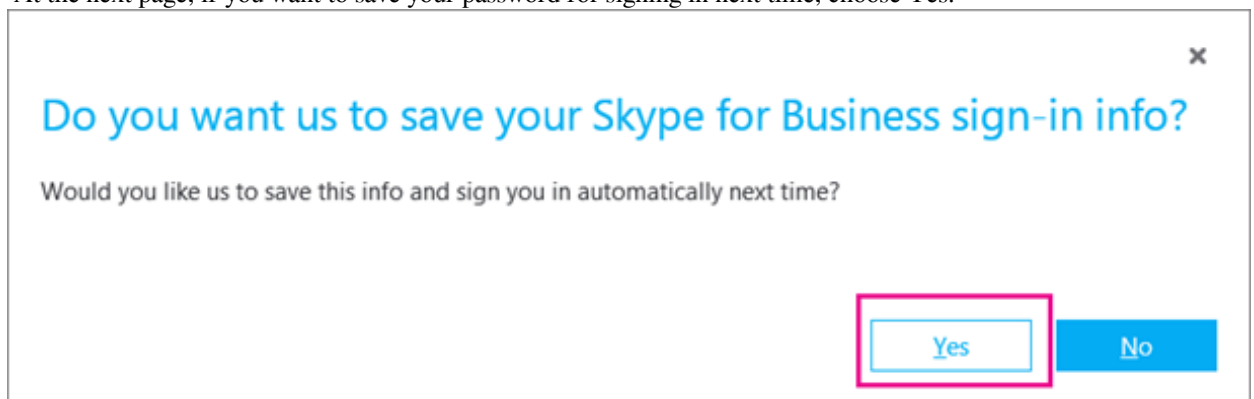 At the next page, if you want to save your password for signing in next time, choose Yes.
Do you want us to save your Skype for Business sign-in info?
Would you like us to save this info and sign you in automatically next time?
Yes No